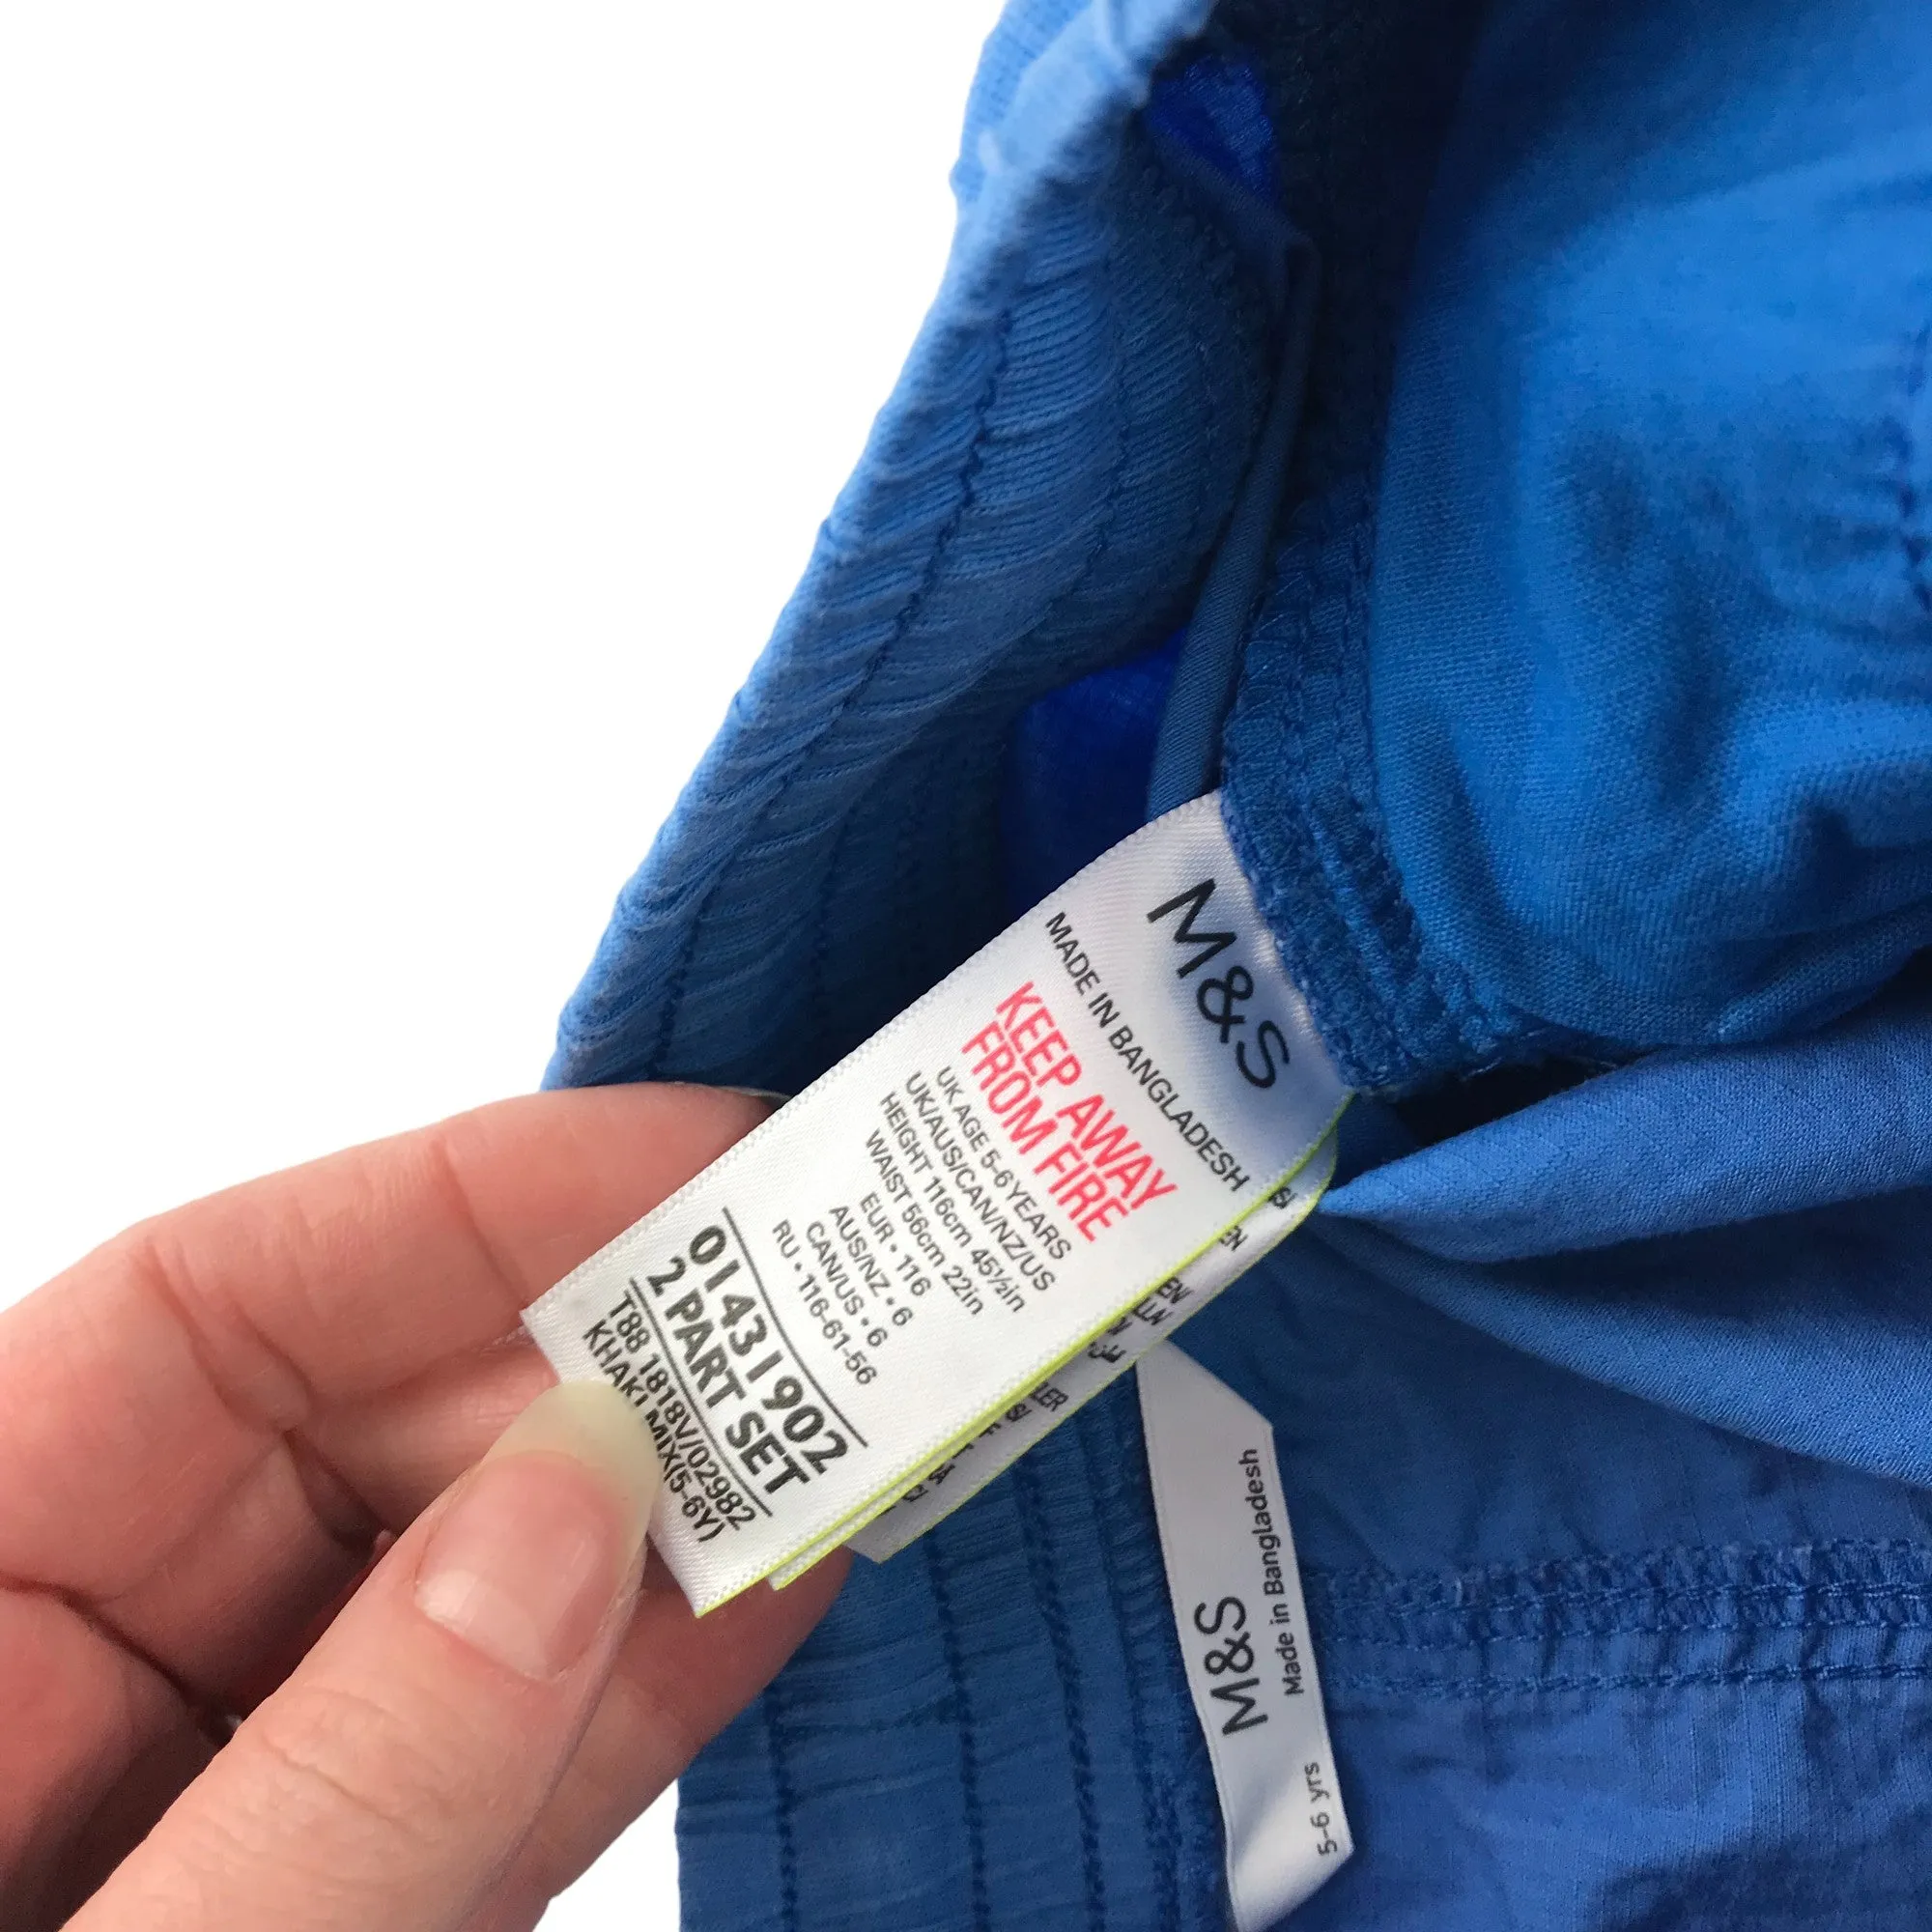 M&S
MADE IN BANGLADESH
KEEP AWAY
FROM FIRE
UK AGE 5-6YEARS
UK/AUS/CAN/NZ/US
HEIGHT 116cm 45½in
WAIST 56cm 22in
EUR • 116
AUS/NZ • 6
CAN/US • 6
RU • 116-61-56
01431902
2 PART SET
T88 1818V/02982
KHAKI MIX(5-6Y)
M&S
Made in Bangladesh
5-6 yrs